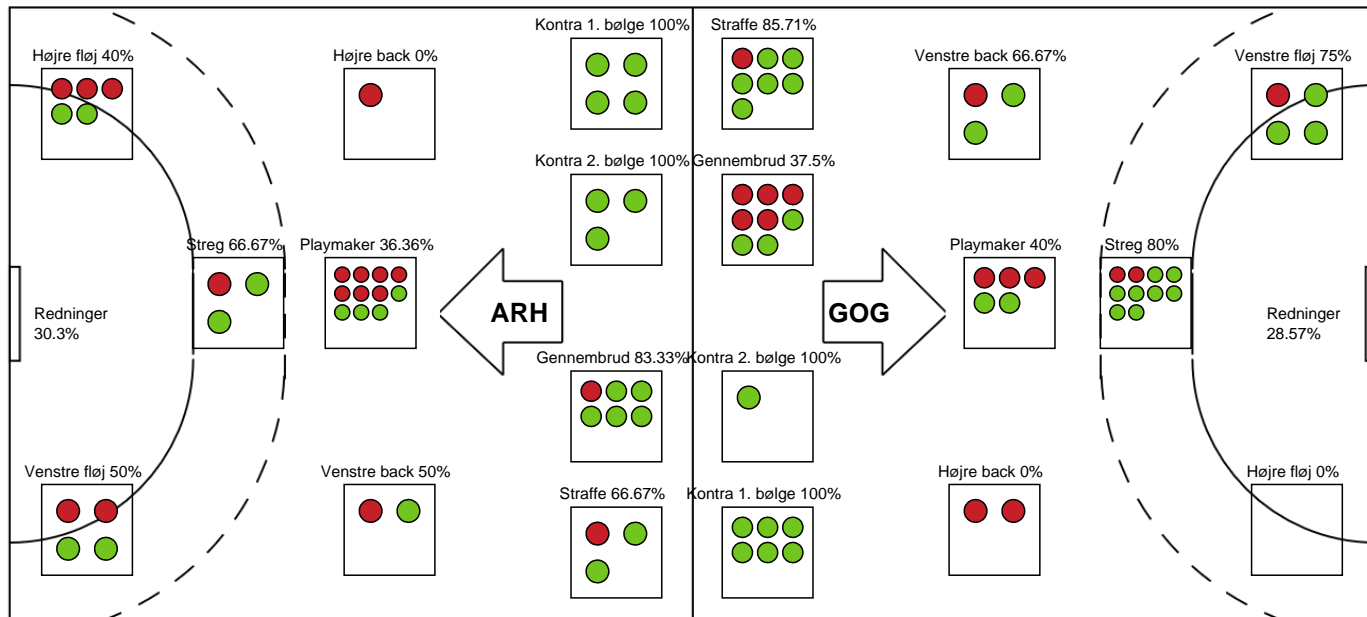 Kontra 1. bølge 100%
Straffe 85.71%
Højre fløj 40%
Højre back 0%
Venstre back 66.67%
Venstre fløj 75%
Kontra 2. bølge 100%
Gennembrud 37.5%
Streg 66.67%
Playmaker 36.36%
Playmaker 40%
Streg 80%
Redninger
30.3%
ARH
GOG
Redninger
28.57%
Gennembrud 83.33%
Kontra 2. bølge 100%
Venstre fløj 50%
Venstre back 50%
Straffe 66.67%
Kontra 1. bølge 100%
Højre back 0%
Højre fløj 0%